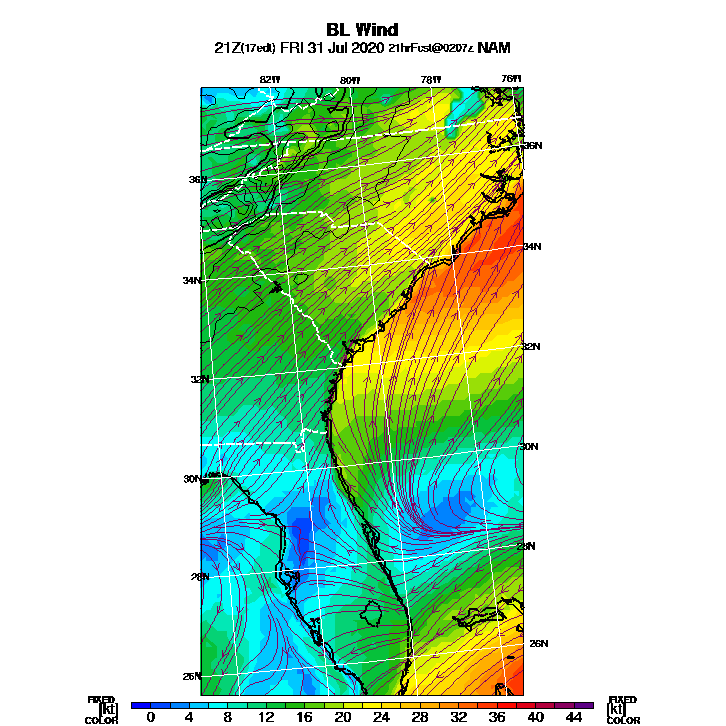 BL Wind
21Z(17edt) FRI 31 Jul 2020 21hrFcst@0207z NAM
82W 80W 78W 76W
36N
36N
34N
34N
32N
32N
30N
30N
28N
28N
26N
26N
FIXED FIXED
[kt] 0 4 8 12 16 20 24 28 32 36 40 44 [kt]
COLOR COLOR